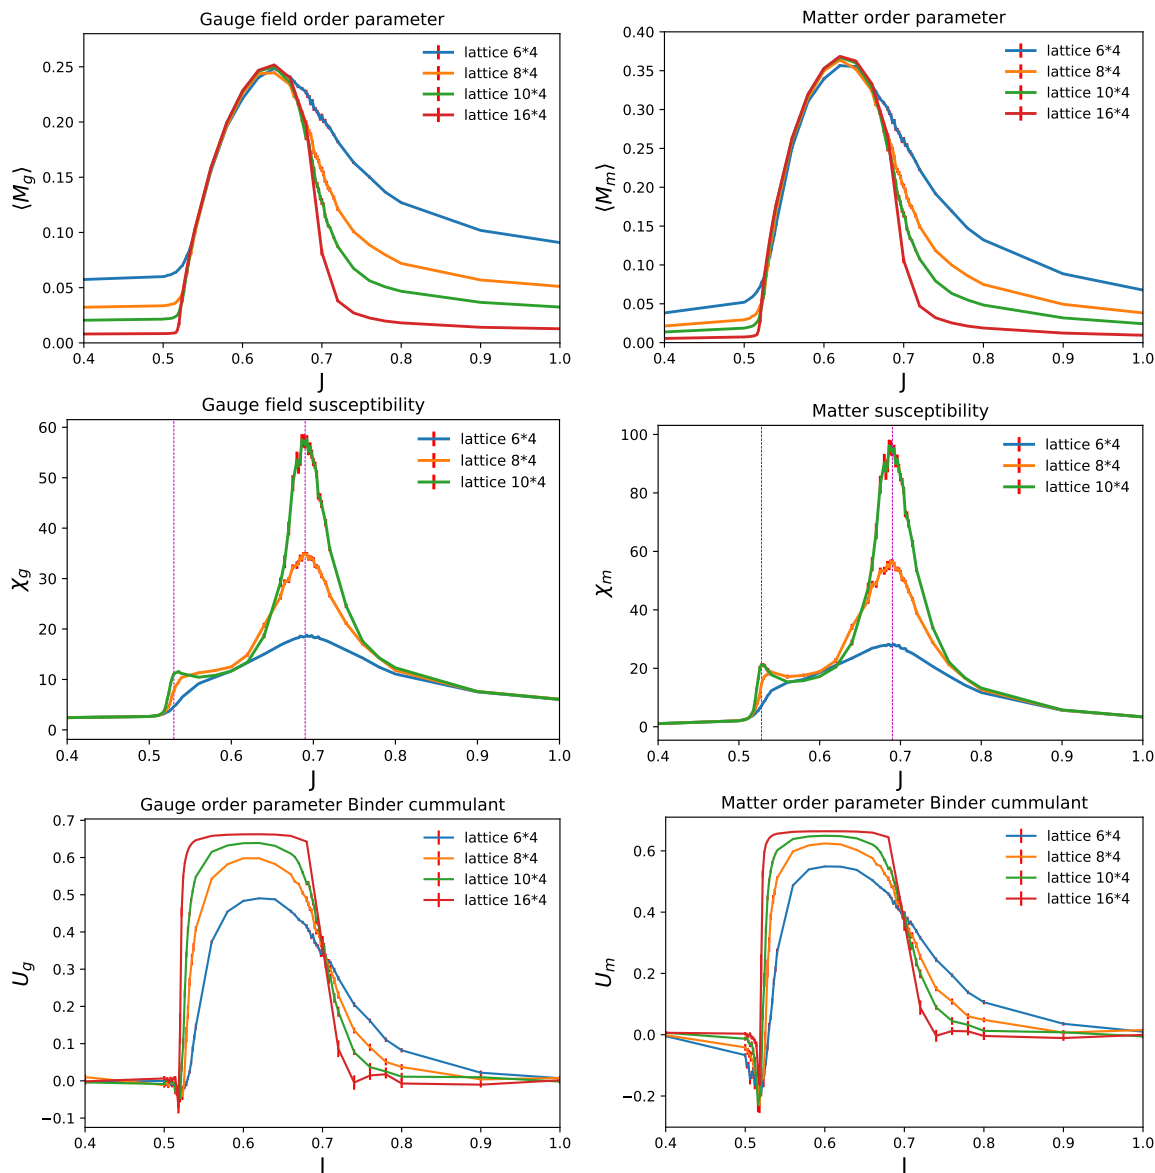 Gauge field order parameter
⟨M_g⟩
0.25
0.20
0.15
0.10
0.05
0.00
lattice 6*4
lattice 8*4
lattice 10*4
lattice 16*4
0.4 0.5 0.6 0.7 0.8 0.9 1.0
J
Matter order parameter
⟨M_m⟩
0.40
0.35
0.30
0.25
0.20
0.15
0.10
0.05
0.00
lattice 6*4
lattice 8*4
lattice 10*4
lattice 16*4
0.4 0.5 0.6 0.7 0.8 0.9 1.0
J
Gauge field susceptibility
χ_g
60
50
40
30
20
10
0
lattice 6*4
lattice 8*4
lattice 10*4
0.4 0.5 0.6 0.7 0.8 0.9 1.0
J
Matter susceptibility
χ_m
100
80
60
40
20
0
lattice 6*4
lattice 8*4
lattice 10*4
0.4 0.5 0.6 0.7 0.8 0.9 1.0
J
Gauge order parameter Binder cummulant
U_g
0.7
0.6
0.5
0.4
0.3
0.2
0.1
0.0
−0.1
lattice 6*4
lattice 8*4
lattice 10*4
lattice 16*4
0.4 0.5 0.6 0.7 0.8 0.9 1.0
J
Matter order parameter Binder cummulant
U_m
0.6
0.4
0.2
0.0
−0.2
lattice 6*4
lattice 8*4
lattice 10*4
lattice 16*4
0.4 0.5 0.6 0.7 0.8 0.9 1.0
J